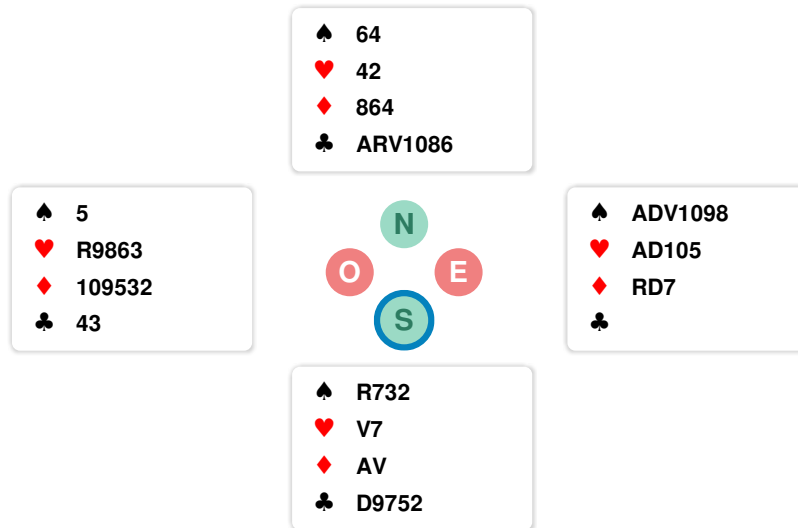 ♠ 64
♥ 42
♦ 864
♣ ARV1086
♠ 5
♥ R9863
♦ 109532
♣ 43
N
O E
S
♠ ADV1098
♥ AD105
♦ RD7
♣
♠ R732
♥ V7
♦ AV
♣ D9752